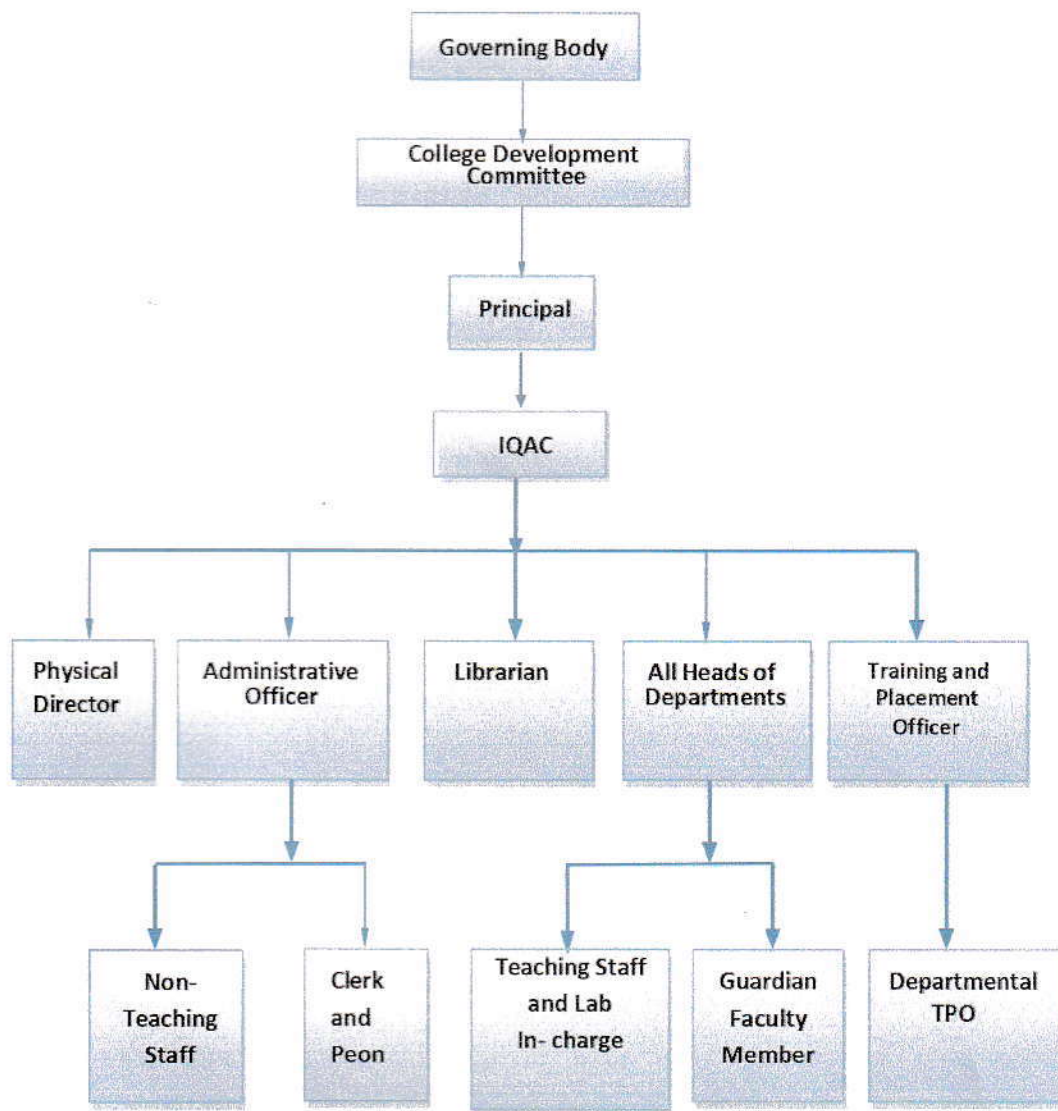 Governing Body
College Development
Committee
Principal
IQAC
Physical
Director
Administrative
Officer
Librarian
All Heads of
Departments
Training and
Placement
Officer
Non-
Teaching
Staff
Clerk
and
Peon
Teaching Staff
and Lab
In- charge
Guardian
Faculty
Member
Departmental
TPO